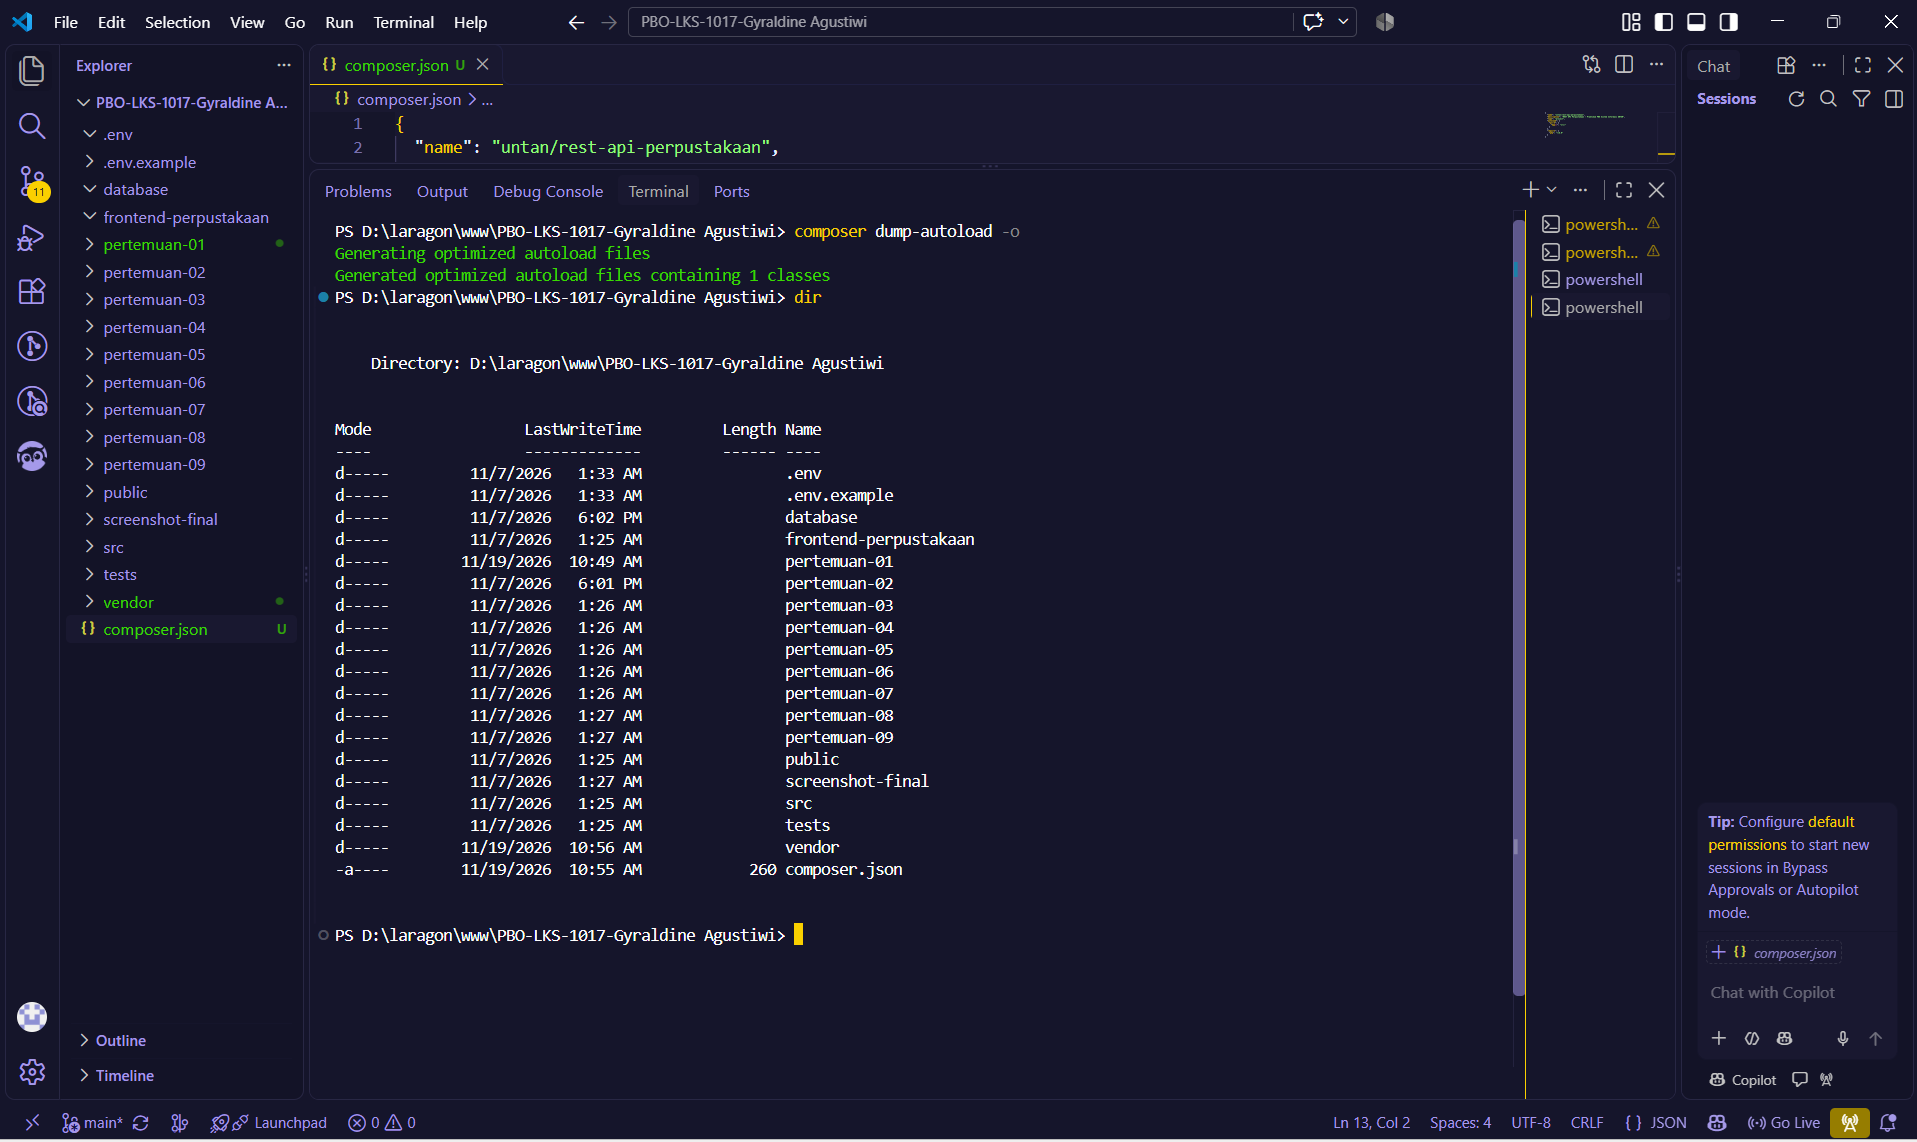 File Edit Selection View Go Run Terminal Help
PBO-LKS-1017-Gyraldine Agustiwi
Explorer
PBO-LKS-1017-Gyraldine A...
.env
.env.example
database
frontend-perpustakaan
pertemuan-01
pertemuan-02
pertemuan-03
pertemuan-04
pertemuan-05
pertemuan-06
pertemuan-07
pertemuan-08
pertemuan-09
public
screenshot-final
src
tests
vendor
{} composer.json U
Outline
Timeline
11
{} composer.json U
{} composer.json > ...
1 {
2 "name": "untan/rest-api-perpustakaan",
Problems Output Debug Console Terminal Ports
PS D:\laragon\www\PBO-LKS-1017-Gyraldine Agustiwi> composer dump-autoload -o
Generating optimized autoload files
Generated optimized autoload files containing 1 classes
PS D:\laragon\www\PBO-LKS-1017-Gyraldine Agustiwi> dir
Directory: D:\laragon\www\PBO-LKS-1017-Gyraldine Agustiwi
Mode LastWriteTime Length Name
---- ------------- ------ ----
d----- 11/7/2026 1:33 AM .env
d----- 11/7/2026 1:33 AM .env.example
d----- 11/7/2026 6:02 PM database
d----- 11/7/2026 1:25 AM frontend-perpustakaan
d----- 11/19/2026 10:49 AM pertemuan-01
d----- 11/7/2026 6:01 PM pertemuan-02
d----- 11/7/2026 1:26 AM pertemuan-03
d----- 11/7/2026 1:26 AM pertemuan-04
d----- 11/7/2026 1:26 AM pertemuan-05
d----- 11/7/2026 1:26 AM pertemuan-06
d----- 11/7/2026 1:26 AM pertemuan-07
d----- 11/7/2026 1:27 AM pertemuan-08
d----- 11/7/2026 1:27 AM pertemuan-09
d----- 11/7/2026 1:25 AM public
d----- 11/7/2026 1:27 AM screenshot-final
d----- 11/7/2026 1:25 AM src
d----- 11/7/2026 1:25 AM tests
d----- 11/19/2026 10:56 AM vendor
-a---- 11/19/2026 10:55 AM 260 composer.json
PS D:\laragon\www\PBO-LKS-1017-Gyraldine Agustiwi>
powersh...
powersh...
powershell
powershell
Chat
Sessions
Tip: Configure default
permissions to start new
sessions in Bypass
Approvals or Autopilot
mode.
{} composer.json
Chat with Copilot
Copilot
main* Launchpad 0 0 Ln 13, Col 2 Spaces: 4 UTF-8 CRLF {} JSON Go Live